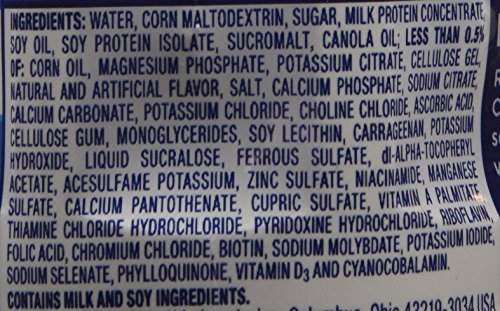 INGREDIENTS: WATER, CORN MALTODEXTRIN, SUGAR, MILK PROTEIN CONCENTRATE,
SOY OIL, SOY PROTEIN ISOLATE, SUCROMALT, CANOLA OIL; LESS THAN 0.5%
OF: CORN OIL, MAGNESIUM PHOSPHATE, POTASSIUM CITRATE, CELLULOSE GEL,
NATURAL AND ARTIFICIAL FLAVOR, SALT, CALCIUM PHOSPHATE, SODIUM CITRATE,
CALCIUM CARBONATE, POTASSIUM CHLORIDE, CHOLINE CHLORIDE, ASCORBIC ACID,
CELLULOSE GUM, MONOGLYCERIDES, SOY LECITHIN, CARRAGEENAN, POTASSIUM
HYDROXIDE, LIQUID SUCRALOSE, FERROUS SULFATE, dl-ALPHA-TOCOPHERYL
ACETATE, ACESULFAME POTASSIUM, ZINC SULFATE, NIACINAMIDE, MANGANESE
SULFATE, CALCIUM PANTOTHENATE, CUPRIC SULFATE, VITAMIN A PALMITATE,
THIAMINE CHLORIDE HYDROCHLORIDE, PYRIDOXINE HYDROCHLORIDE, RIBOFLAVIN,
FOLIC ACID, CHROMIUM CHLORIDE, BIOTIN, SODIUM MOLYBDATE, POTASSIUM IODIDE,
SODIUM SELENATE, PHYLLOQUINONE, VITAMIN D3 AND CYANOCOBALAMIN.
CONTAINS MILK AND SOY INGREDIENTS.
Columbus, Ohio 43219-3034 USA